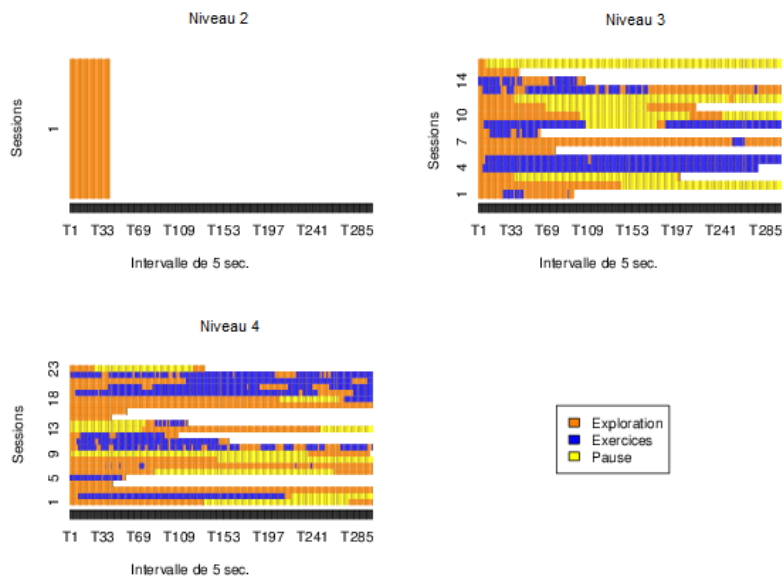 Niveau 2
Sessions
1
T1 T33 T69 T109 T153 T197 T241 T285
Intervalle de 5 sec.
Niveau 3
Sessions
14
10
7
4
1
T1 T33 T69 T109 T153 T197 T241 T285
Intervalle de 5 sec.
Niveau 4
Sessions
23
18
13
9
5
1
T1 T33 T69 T109 T153 T197 T241 T285
Intervalle de 5 sec.
Exploration
Exercices
Pause